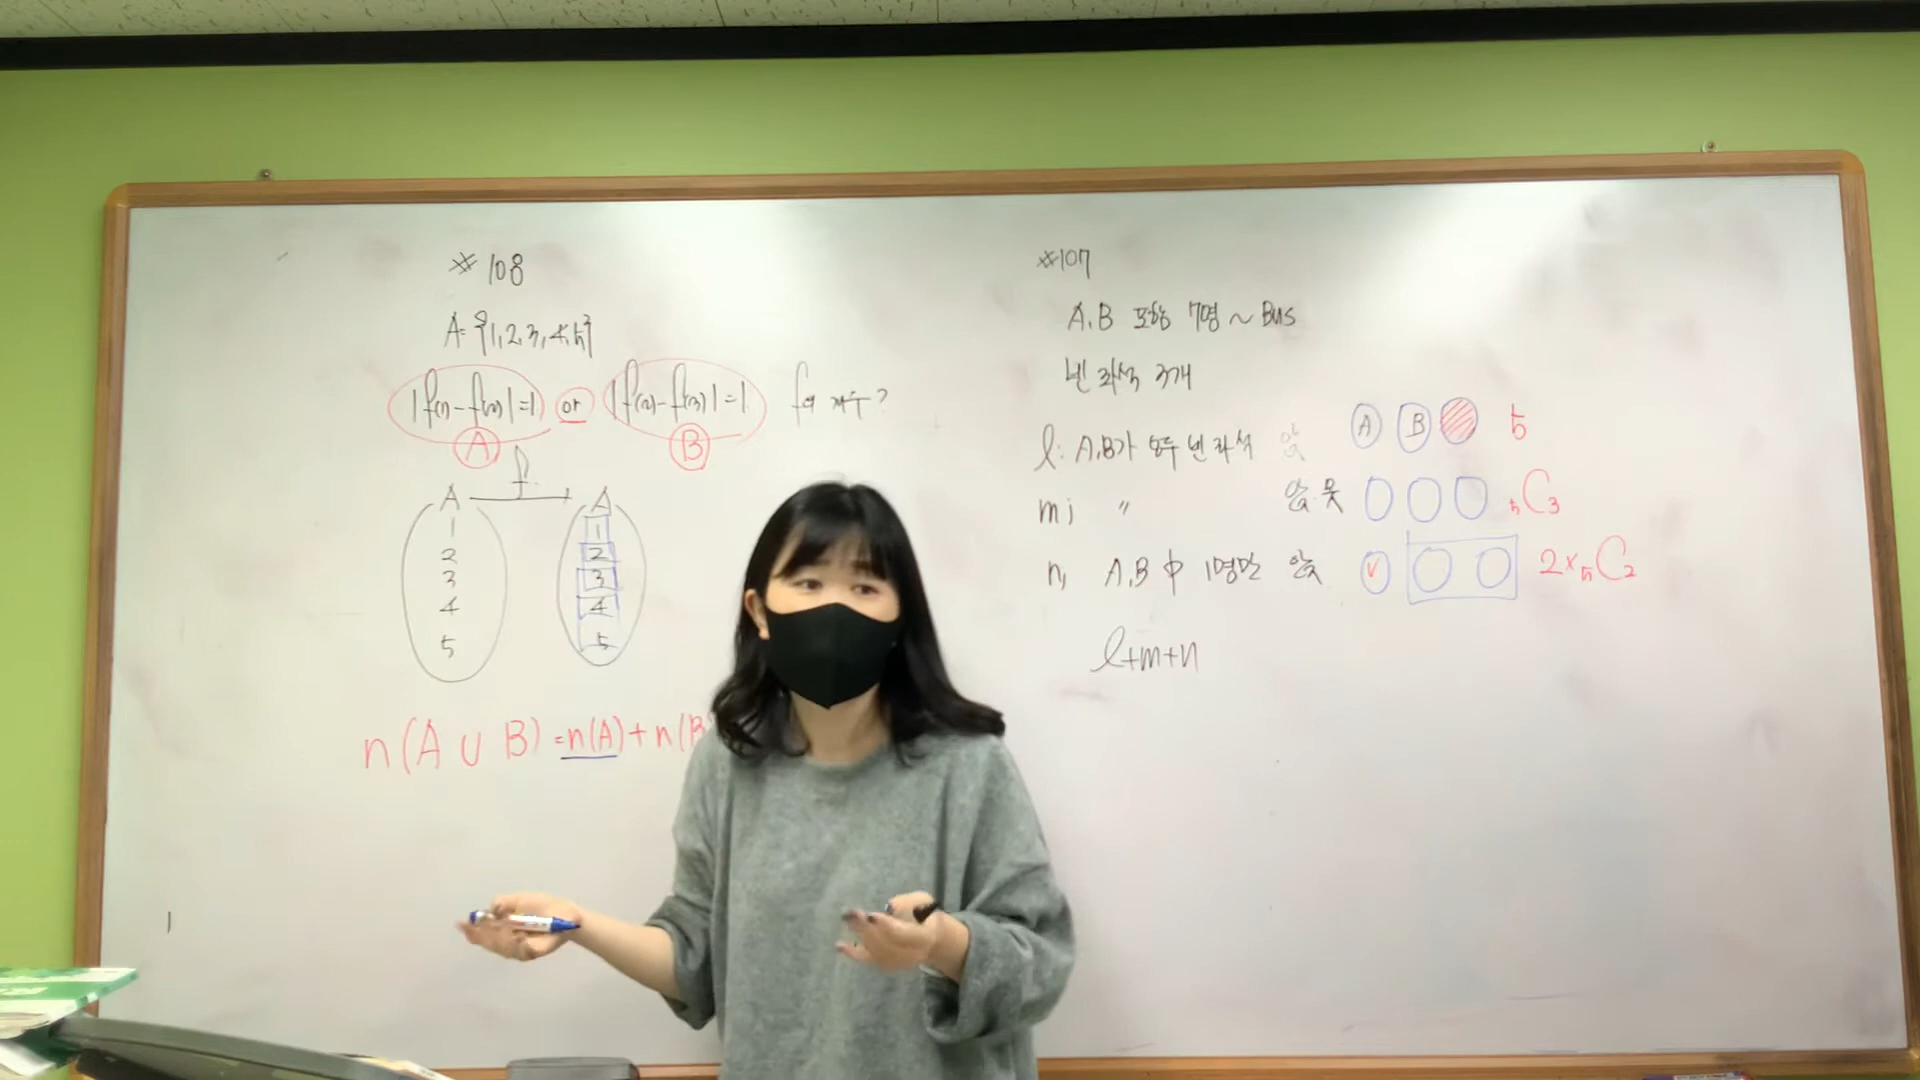 ※108
A={1,2,3,4,5}
|f(1)-f(2)|=1 or |f(2)-f(3)|=1 f의 개수?
A B
f
A A
1 1
2 2
3 3
4 4
5 5
n(A∪B)=n(A)+n(B)
※107
A,B 포함 7명~Bus
빈 좌석 3개
l: A,B가 모두 빈 좌석 앉 A B 5
m; 〃 앉 못 5C3
n, A,B 中 1명만 앉 v 2×5C2
l+m+n